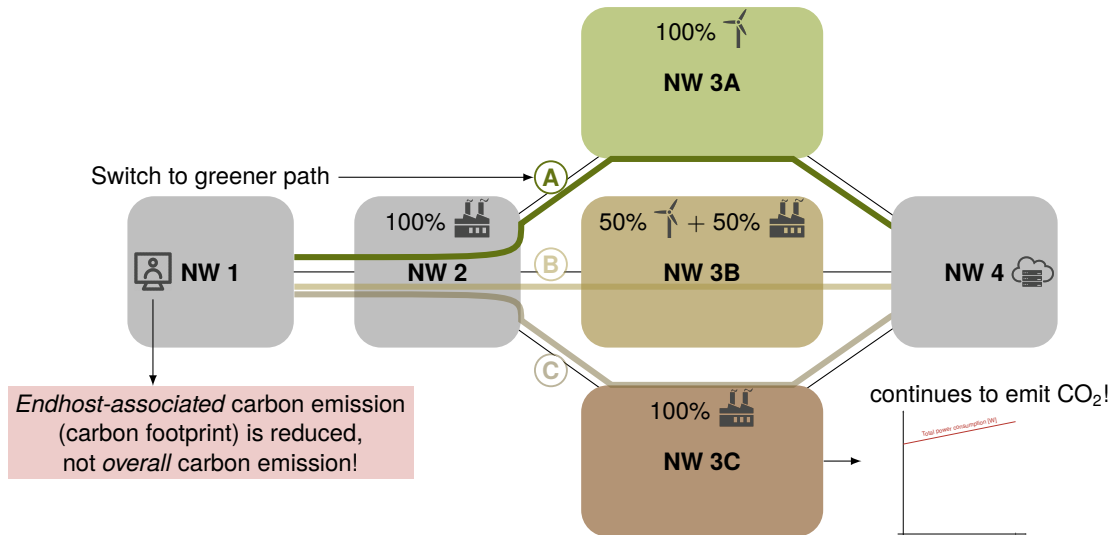 100%
NW 3A
Switch to greener path
A
100%
50% + 50%
NW 1
NW 2
B
NW 3B
NW 4
C
Endhost-associated carbon emission
(carbon footprint) is reduced,
not overall carbon emission!
100%
NW 3C
continues to emit CO₂!
Total power consumption [W]